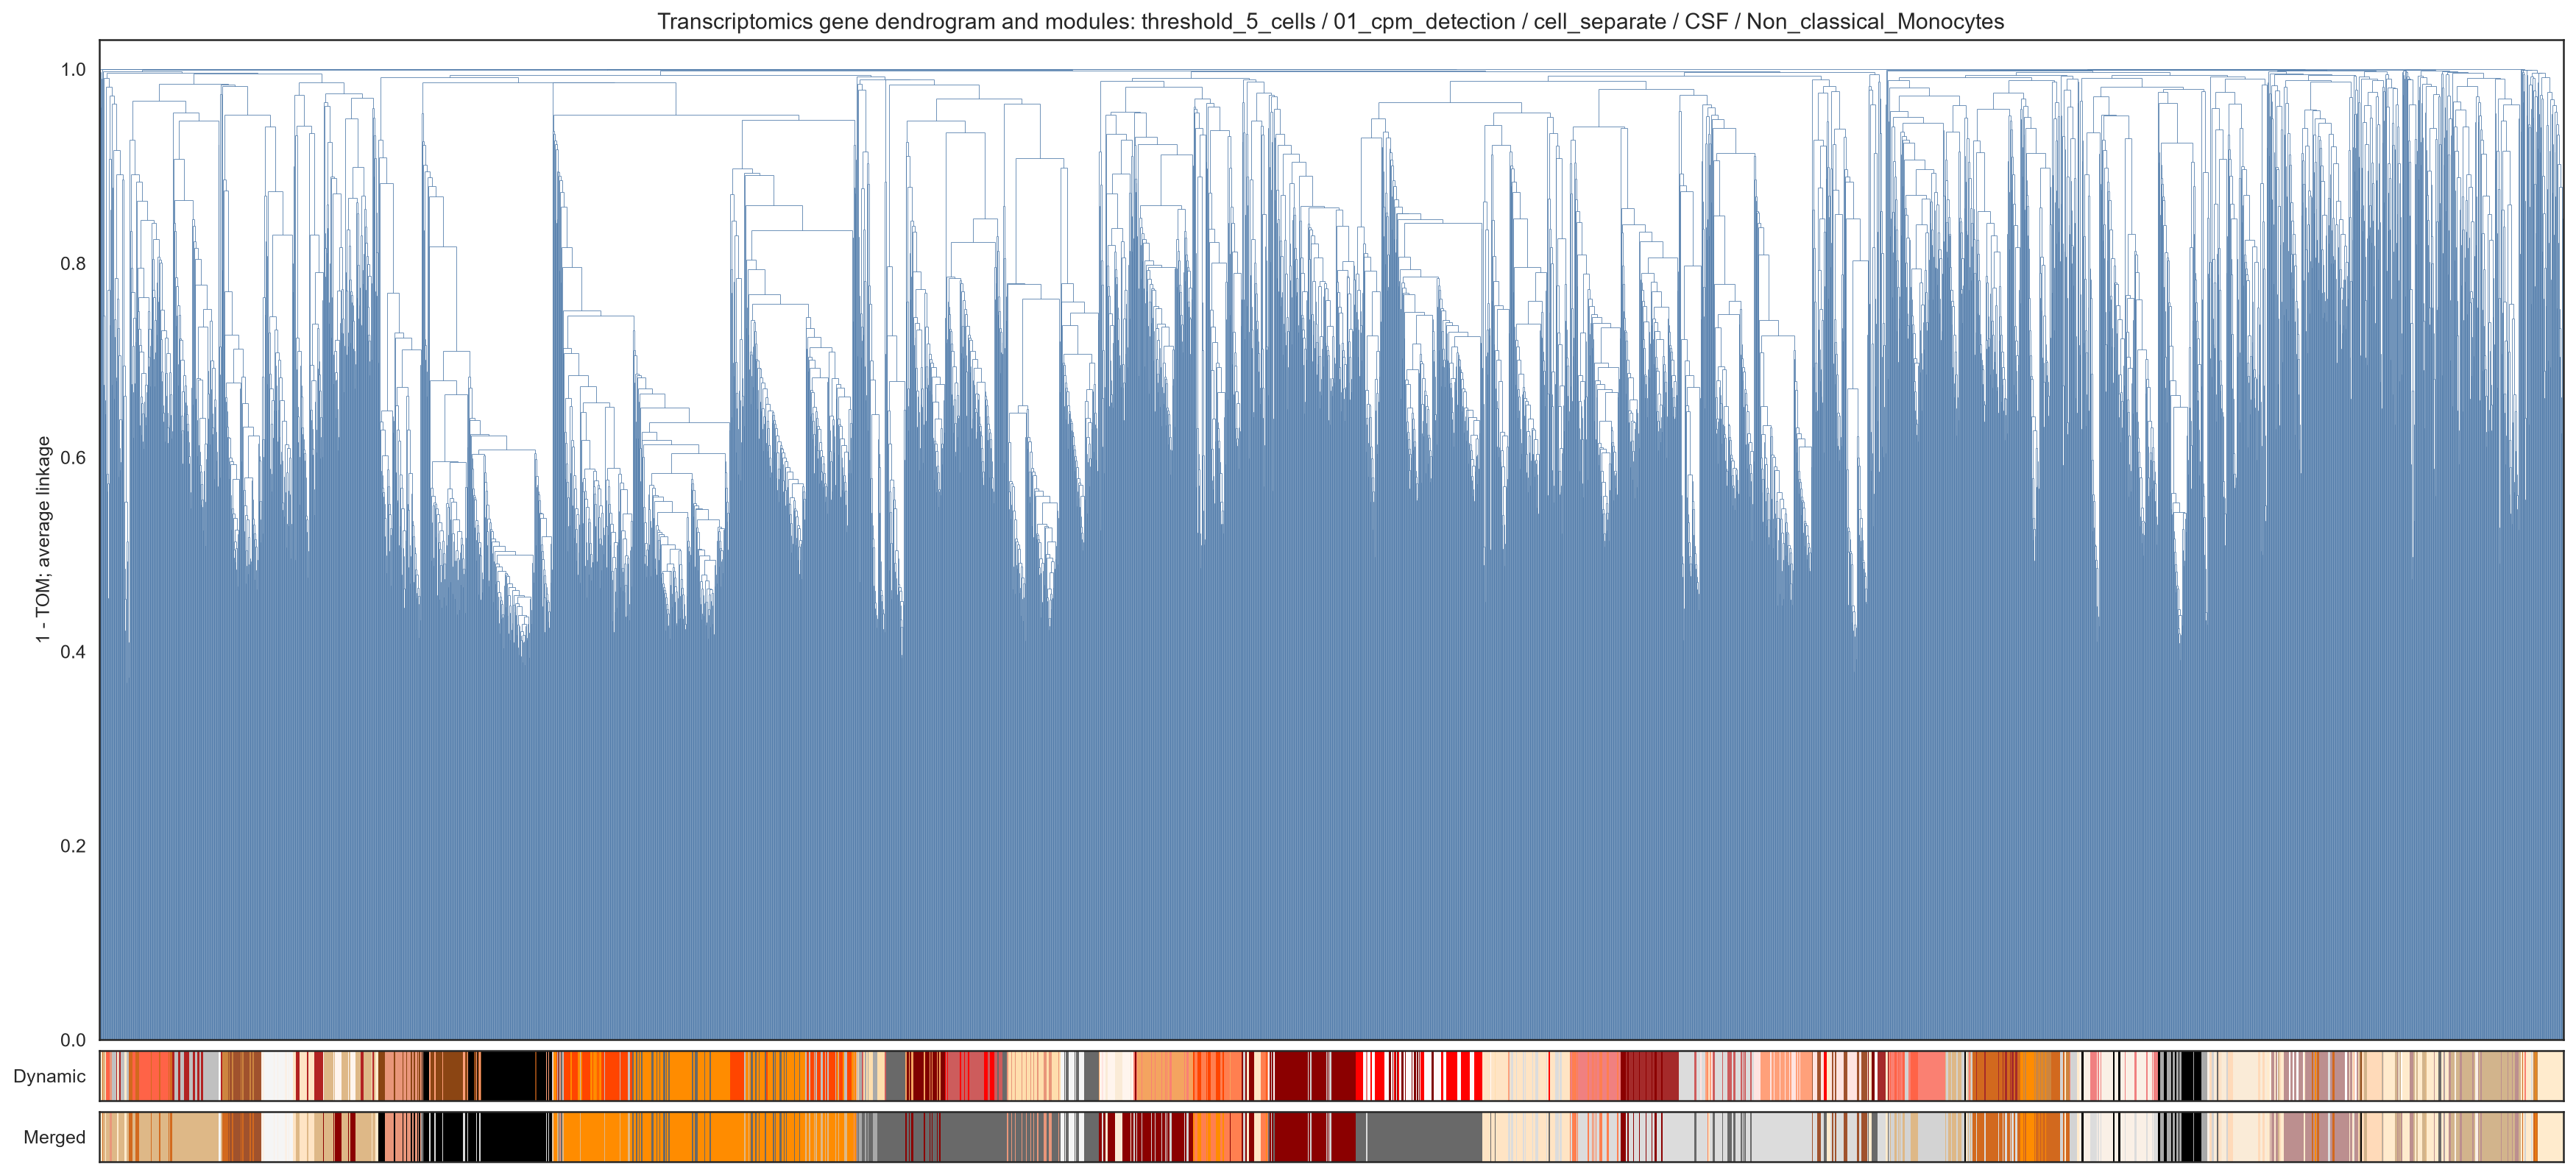 Transcriptomics gene dendrogram and modules: threshold_5_cells / 01_cpm_detection / cell_separate / CSF / Non_classical_Monocytes
1.0
0.8
0.6
0.4
0.2
0.0
1 - TOM; average linkage
Dynamic
Merged